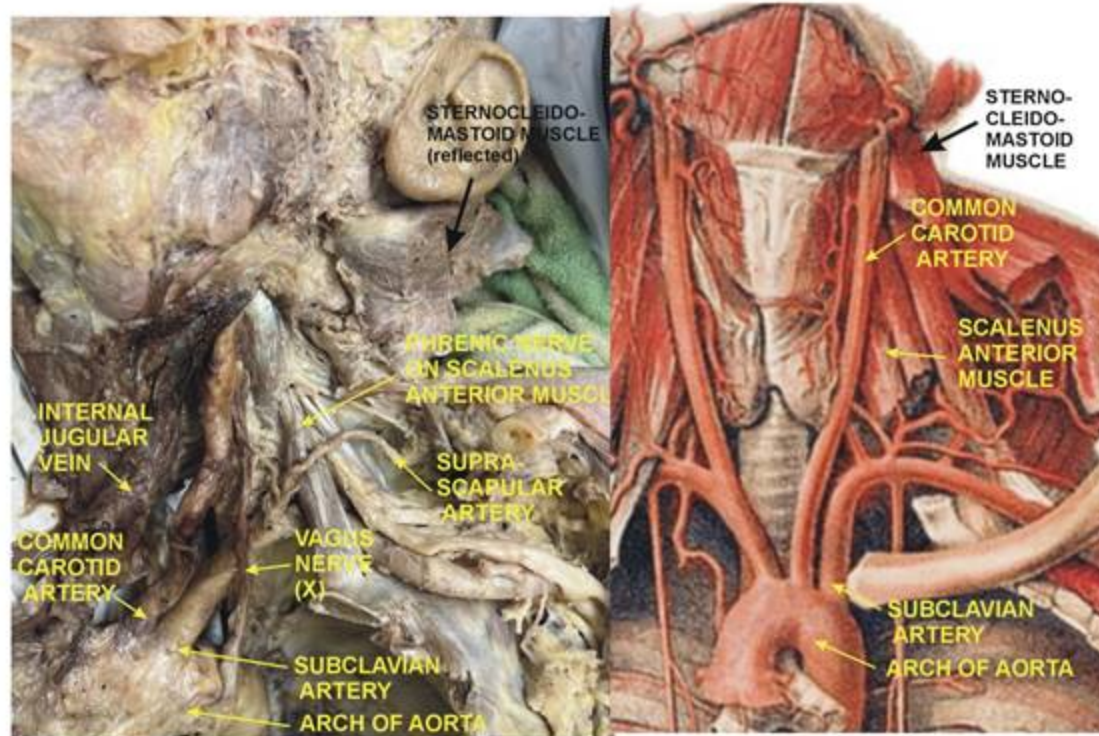 STERNOCLEIDO-
MASTOID MUSCLE
(reflected)
PHRENIC NERVE
ON SCALENUS
ANTERIOR MUSCL
INTERNAL
JUGULAR
VEIN
SUPRA-
SCAPULAR
ARTERY
COMMON
CAROTID
ARTERY
VAGUS
NERVE
(X)
SUBCLAVIAN
ARTERY
ARCH OF AORTA
STERNO-
CLEIDO-
MASTOID
MUSCLE
COMMON
CAROTID
ARTERY
SCALENUS
ANTERIOR
MUSCLE
SUBCLAVIAN
ARTERY
ARCH OF AORTA